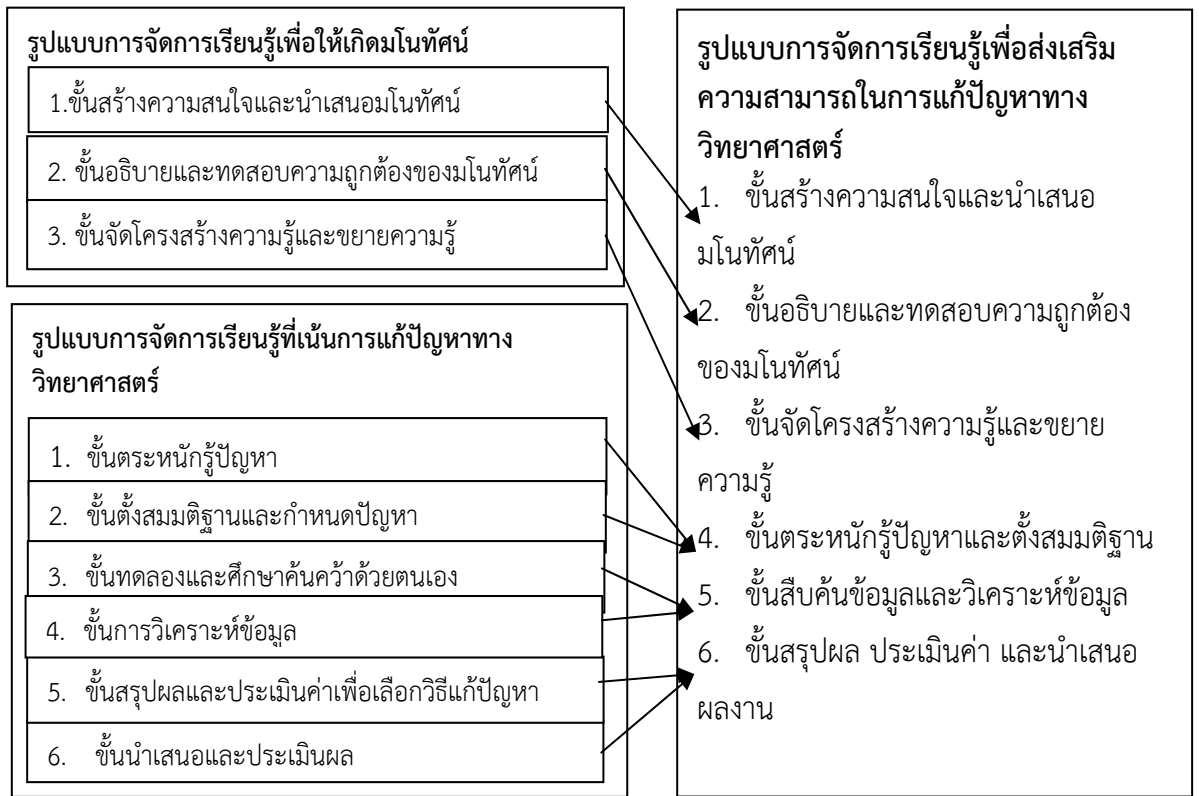 รูปแบบการจัดการเรียนรู้เพื่อให้เกิดมโนทัศน์
1.ขั้นสร้างความสนใจและนำเสนอมโนทัศน์
2. ขั้นอธิบายและทดสอบความถูกต้องของมโนทัศน์
3. ขั้นจัดโครงสร้างความรู้และขยายความรู้
รูปแบบการจัดการเรียนรู้ที่เน้นการแก้ปัญหาทาง
วิทยาศาสตร์
1. ขั้นตระหนักรู้ปัญหา
2. ขั้นตั้งสมมติฐานและกำหนดปัญหา
3. ขั้นทดลองและศึกษาค้นคว้าด้วยตนเอง
4. ขั้นการวิเคราะห์ข้อมูล
5. ขั้นสรุปผลและประเมินค่าเพื่อเลือกวิธีแก้ปัญหา
6. ขั้นนำเสนอและประเมินผล
รูปแบบการจัดการเรียนรู้เพื่อส่งเสริม
ความสามารถในการแก้ปัญหาทาง
วิทยาศาสตร์
1. ขั้นสร้างความสนใจและนำเสนอ
มโนทัศน์
2. ขั้นอธิบายและทดสอบความถูกต้อง
ของมโนทัศน์
3. ขั้นจัดโครงสร้างความรู้และขยาย
ความรู้
4. ขั้นตระหนักรู้ปัญหาและตั้งสมมติฐาน
5. ขั้นสืบค้นข้อมูลและวิเคราะห์ข้อมูล
6. ขั้นสรุปผล ประเมินค่า และนำเสนอ
ผลงาน